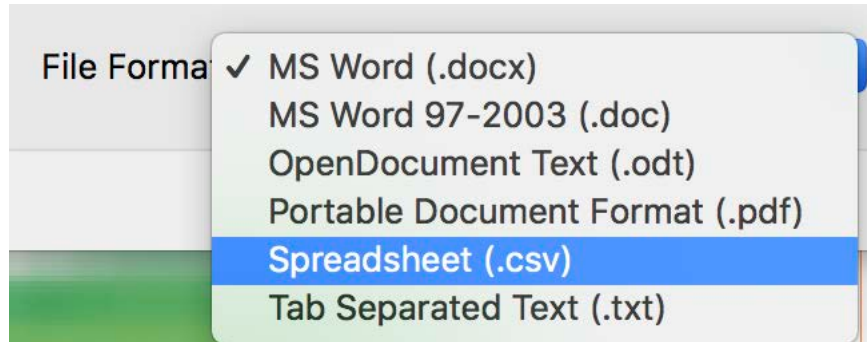 File Forma ✓ MS Word (.docx)
MS Word 97-2003 (.doc)
OpenDocument Text (.odt)
Portable Document Format (.pdf)
Spreadsheet (.csv)
Tab Separated Text (.txt)